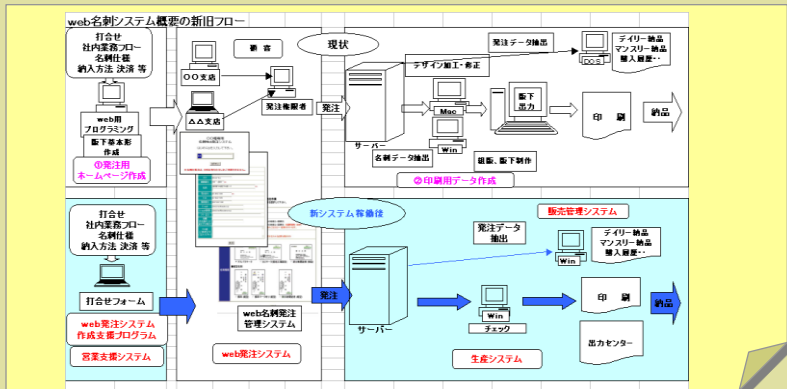 web名刺システム概要の新旧フロー
打合せ
社内業務フロー
名刺仕様
納入方法 決済 等
web用
プログラミング
版下基本形
作成
①発注用
ホームページ作成
顧 客
〇〇支店
△△支店
発注権限者
現状
発注
サーバー
デザイン加工・修正
Mac
Win
名刺データ抽出
発注データ抽出
DOS
デイリー納品
マンスリー納品
購入履歴・・
版下
出力
組版、版下制作
印 刷
納品
②印刷用データ作成
打合せ
社内業務フロー
名刺仕様
納入方法 決済 等
打合せフォーム
web発注システム
作成支援プログラム
営業支援システム
web名刺発注
管理システム
web発注システム
新システム稼働後
発注
サーバー
発注データ
抽出
販売管理システム
Win
デイリー納品
マンスリー納品
購入履歴・・
Win
チェック
印 刷
出力センター
納品
生産システム